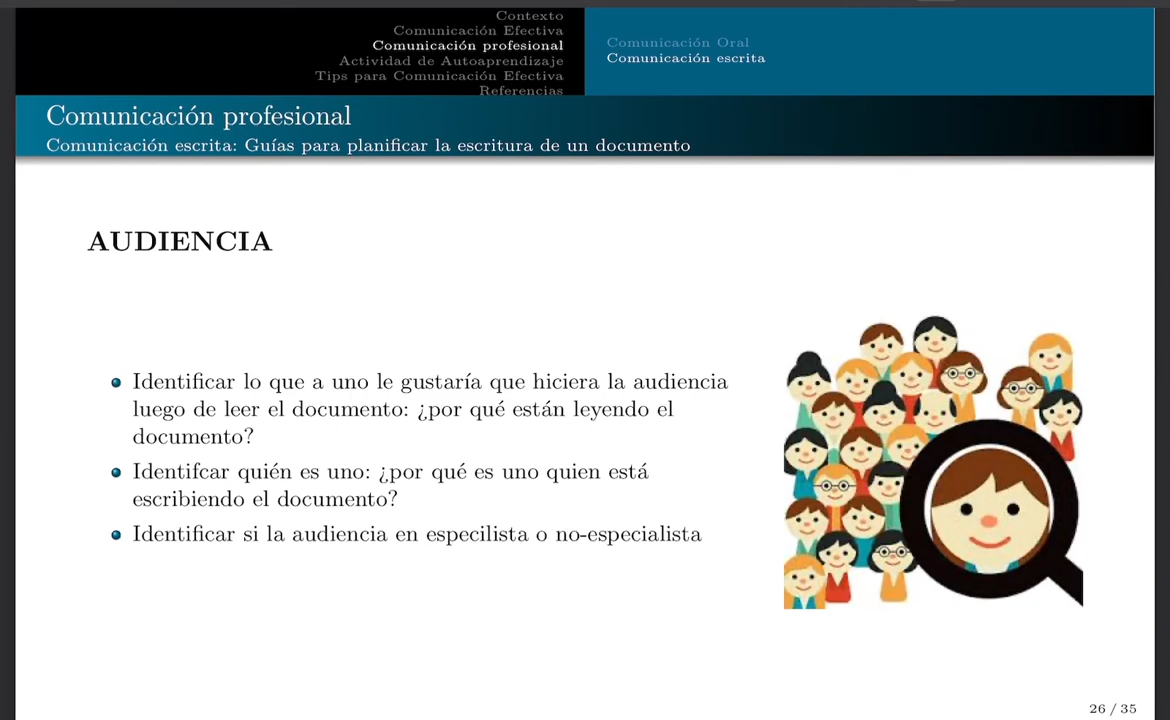 Contexto
Comunicación Efectiva
Comunicación profesional
Actividad de Autoaprendizaje
Tips para Comunicación Efectiva
Referencias
Comunicación Oral
Comunicación escrita
Comunicación profesional
Comunicación escrita: Guías para planificar la escritura de un documento
AUDIENCIA
Identificar lo que a uno le gustaría que hiciera la audiencia
luego de leer el documento: ¿por qué están leyendo el
documento?
Identifcar quién es uno: ¿por qué es uno quien está
escribiendo el documento?
Identificar si la audiencia en especilista o no-especialista
26 / 35